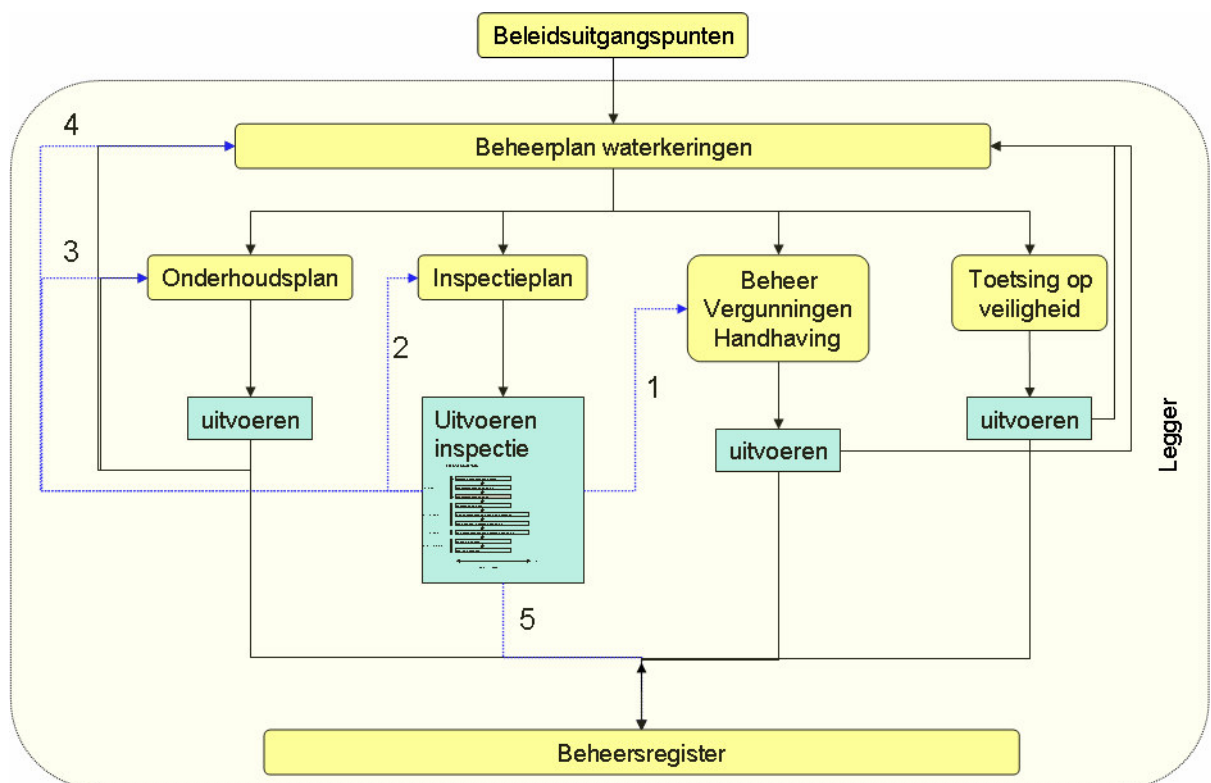 Beleidsuitgangspunten
4
Beheerplan waterkeringen
3
Onderhoudsplan
Inspectieplan
Beheer
Vergunningen
Handhaving
Toetsing op
veiligheid
2
1
uitvoeren
Uitvoeren
inspectie
uitvoeren
uitvoeren
Legger
5
Beheersregister